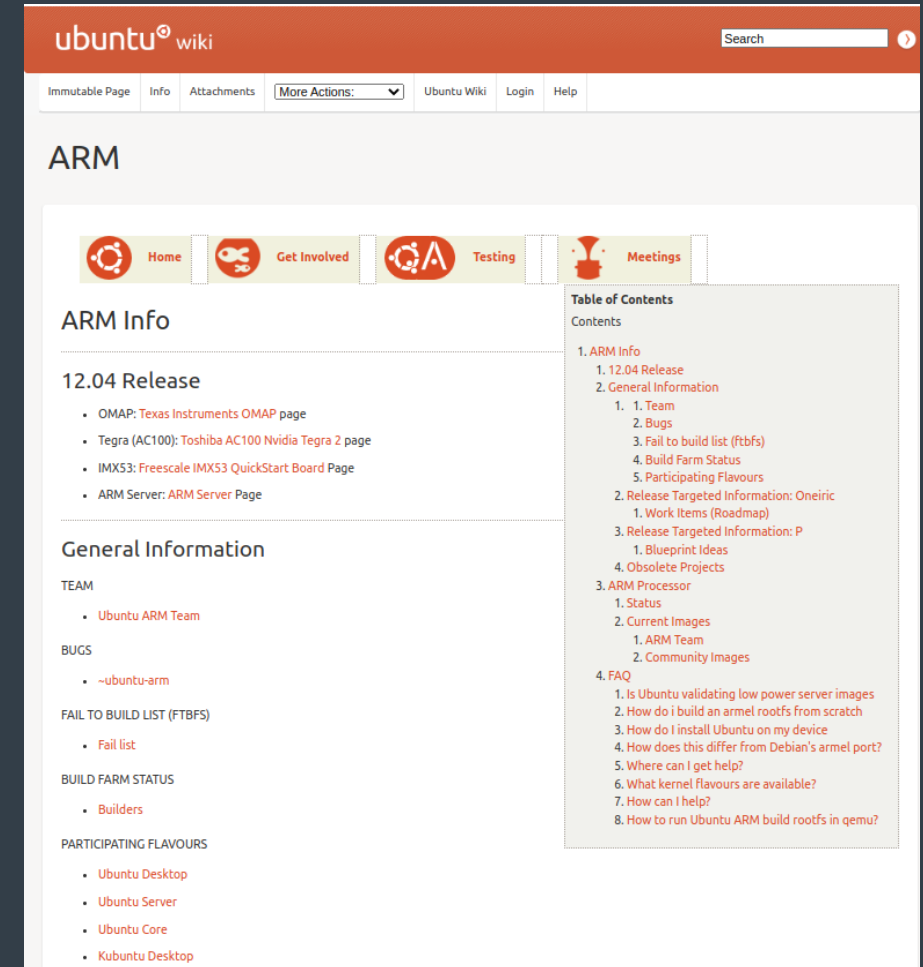 ubuntu® wiki
Search
Immutable Page Info Attachments More Actions: Ubuntu Wiki Login Help
ARM
Home Get Involved Testing Meetings
ARM Info
12.04 Release
OMAP: Texas Instruments OMAP page
Tegra (AC100): Toshiba AC100 Nvidia Tegra 2 page
IMX53: Freescale IMX53 QuickStart Board Page
ARM Server: ARM Server Page
General Information
TEAM
Ubuntu ARM Team
BUGS
~ubuntu-arm
FAIL TO BUILD LIST (FTBFS)
Fail list
BUILD FARM STATUS
Builders
PARTICIPATING FLAVOURS
Ubuntu Desktop
Ubuntu Server
Ubuntu Core
Kubuntu Desktop
Table of Contents
Contents
1. ARM Info
1. 12.04 Release
2. General Information
1. 1. Team
2. Bugs
3. Fail to build list (ftbfs)
4. Build Farm Status
5. Participating Flavours
2. Release Targeted Information: Oneiric
1. Work Items (Roadmap)
3. Release Targeted Information: P
1. Blueprint Ideas
4. Obsolete Projects
3. ARM Processor
1. Status
2. Current Images
1. ARM Team
2. Community Images
4. FAQ
1. Is Ubuntu validating low power server images
2. How do i build an armel rootfs from scratch
3. How do I install Ubuntu on my device
4. How does this differ from Debian's armel port?
5. Where can I get help?
6. What kernel flavours are available?
7. How can I help?
8. How to run Ubuntu ARM build rootfs in qemu?